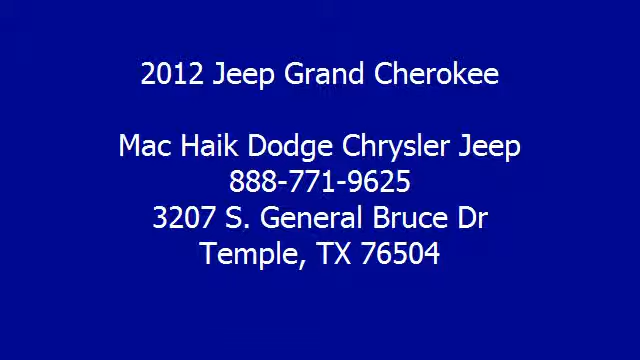 2012 Jeep Grand Cherokee
Mac Haik Dodge Chrysler Jeep
888-771-9625
3207 S. General Bruce Dr
Temple, TX 76504